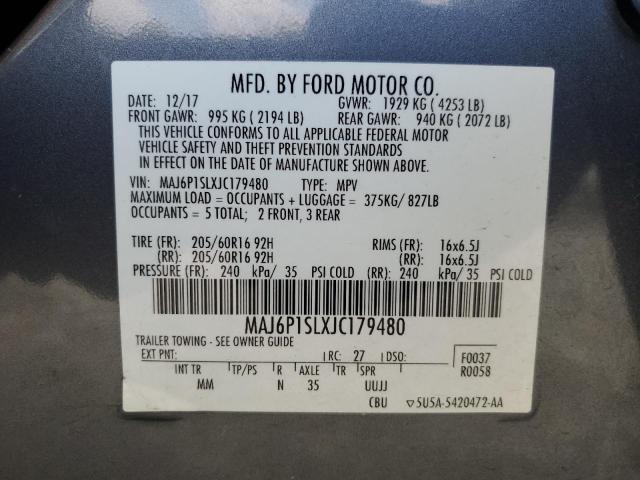 MFD. BY FORD MOTOR CO.
DATE: 12/17 GVWR: 1929 KG ( 4253 LB)
FRONT GAWR: 995 KG ( 2194 LB) REAR GAWR: 940 KG ( 2072 LB)
THIS VEHICLE CONFORMS TO ALL APPLICABLE FEDERAL MOTOR
VEHICLE SAFETY AND THEFT PREVENTION STANDARDS
IN EFFECT ON THE DATE OF MANUFACTURE SHOWN ABOVE.
VIN: MAJ6P1SLXJC179480 TYPE: MPV
MAXIMUM LOAD = OCCUPANTS + LUGGAGE = 375KG/ 827LB
OCCUPANTS = 5 TOTAL; 2 FRONT, 3 REAR
TIRE (FR): 205/60R16 92H RIMS (FR): 16x6.5J
(RR): 205/60R16 92H (RR): 16x6.5J
PRESSURE (FR): 240 kPa/ 35 PSI COLD (RR): 240 kPa/ 35 PSI COLD
MAJ6P1SLXJC179480
TRAILER TOWING - SEE OWNER GUIDE
EXT PNT: RC: 27 DSO: F0037
R0058
INT TR TP/PS R AXLE TR SPR
MM N 35 UUJJ
CBU ▽5U5A-5420472-AA